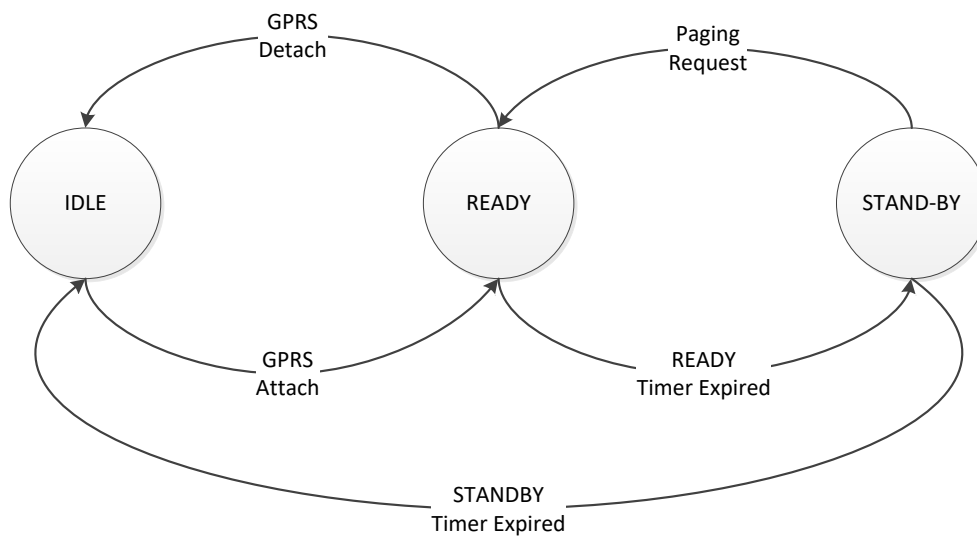 GPRS
Detach
Paging
Request
IDLE
READY
STAND-BY
GPRS
Attach
READY
Timer Expired
STANDBY
Timer Expired